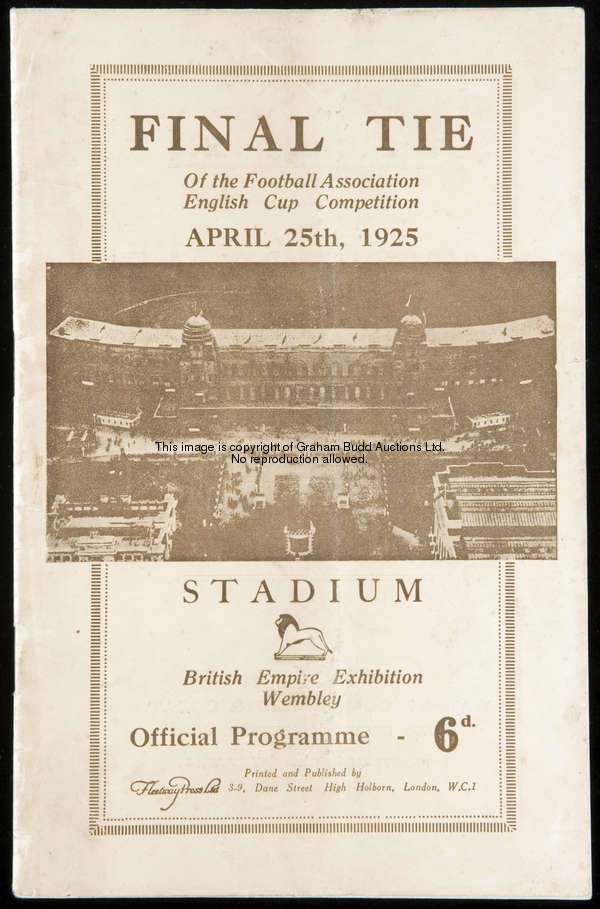 FINAL TIE
Of the Football Association
English Cup Competition
APRIL 25th, 1925
This image is copyright of Graham Budd Auctions Ltd.
No reproduction allowed.
STADIUM
British Empire Exhibition
Wembley
Official Programme - 6d.
Printed and Published by
Fleetway Press Ltd 3-9, Dane Street High Holborn, London, W.C.1